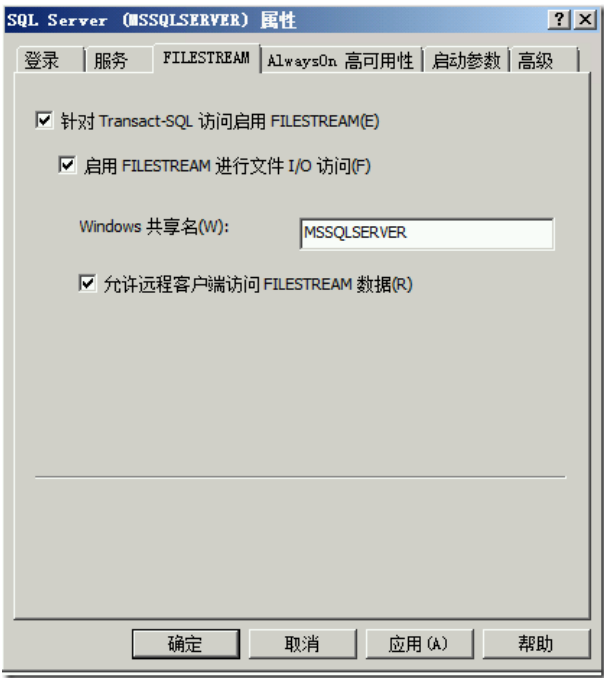 SQL Server (MSSQLSERVER) 属性
登录 服务 FILESTREAM AlwaysOn 高可用性 启动参数 高级
针对 Transact-SQL 访问启用 FILESTREAM(E)
启用 FILESTREAM 进行文件 I/O 访问(F)
Windows 共享名(W): MSSQLSERVER
允许远程客户端访问 FILESTREAM 数据(R)
确定 取消 应用(A) 帮助